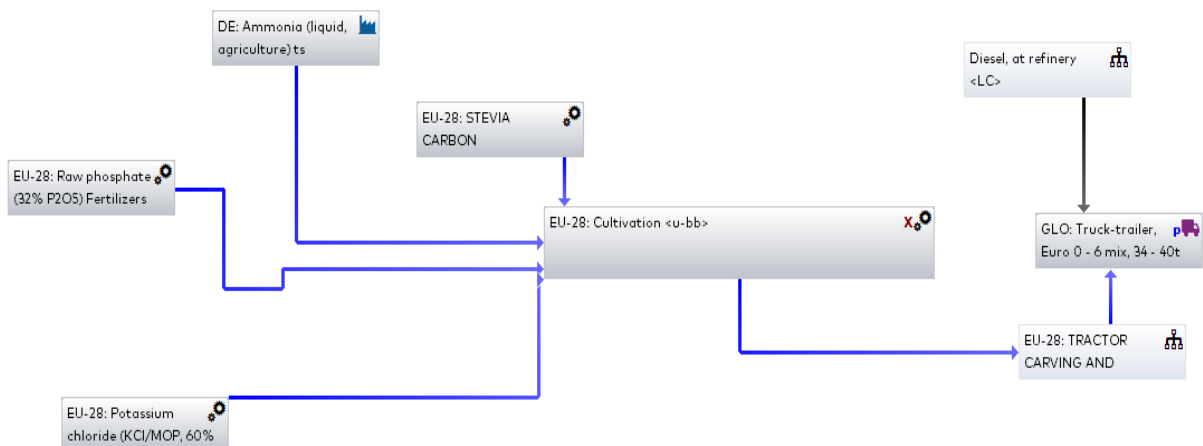 DE: Ammonia (liquid,
agriculture) ts
Diesel, at refinery
<LC>
EU-28: STEVIA
CARBON
EU-28: Raw phosphate
(32% P2O5) Fertilizers
EU-28: Cultivation <u-bb>
X
GLO: Truck-trailer,
Euro 0 - 6 mix, 34 - 40t
p
EU-28: TRACTOR
CARVING AND
EU-28: Potassium
chloride (KCl/MOP, 60%